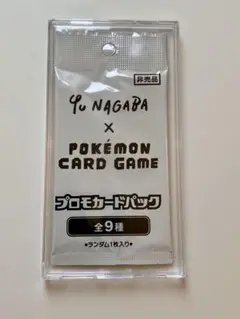 非売品
YU NAGABA
×
POKÉMON
CARD GAME
プロモカードパック
全9種
•ランダム1枚入り•